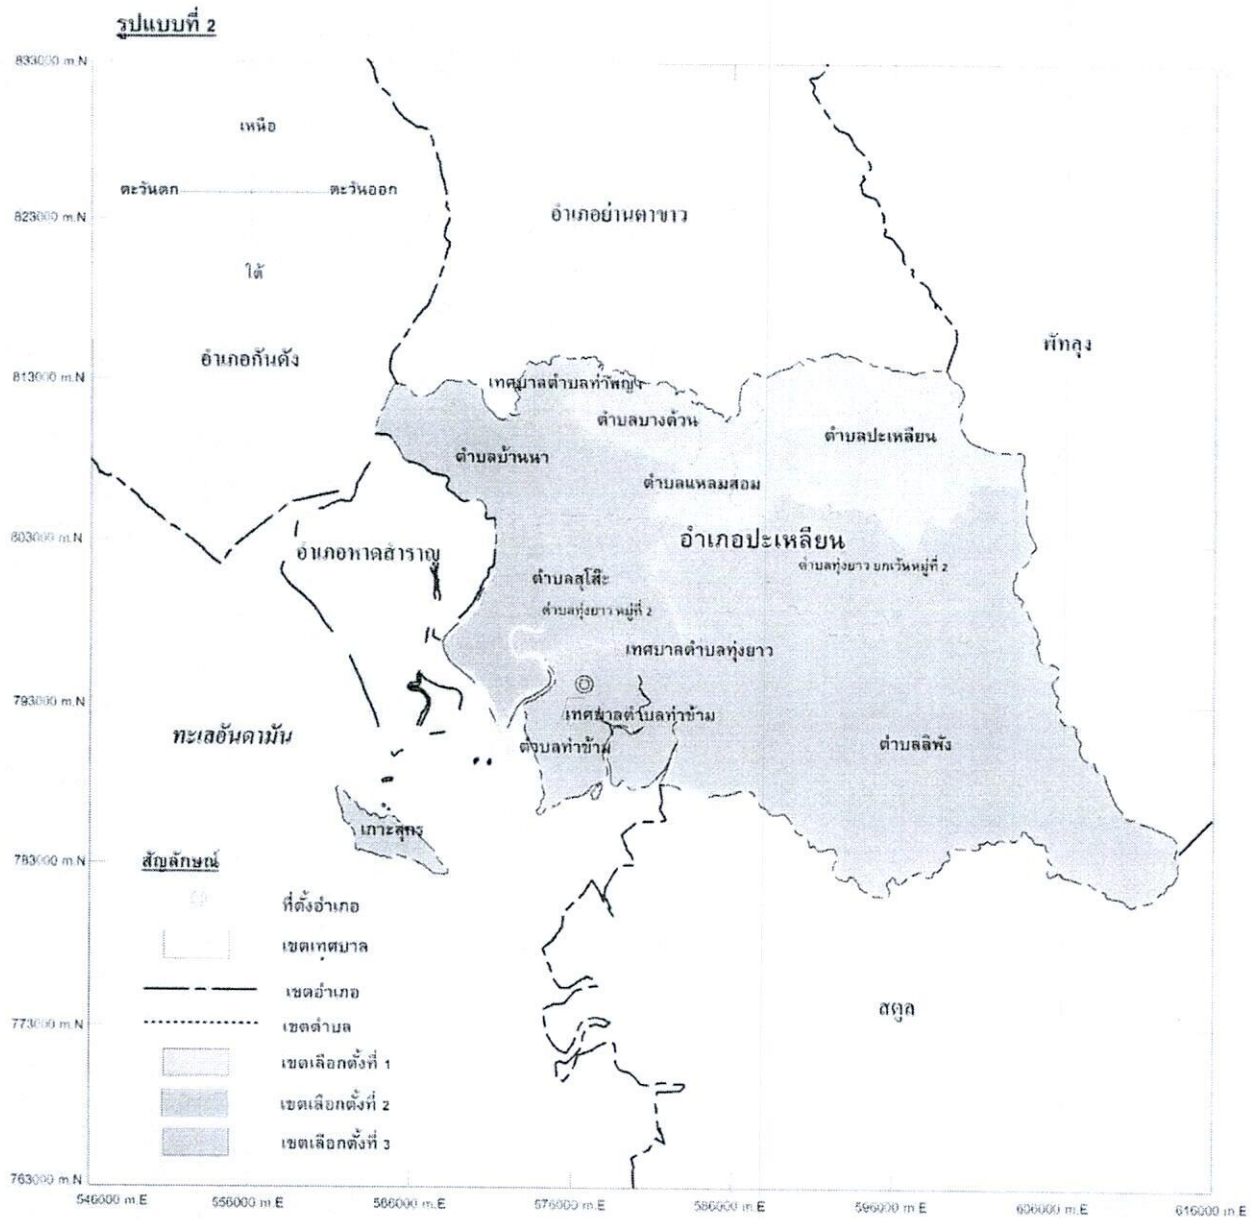 รูปแบบที่ 2
833000 m.N
เหนือ
ตะวันตก
ตะวันออก
823000 m.N
อำเภอย่านตาขาว
ใต้
พัทลุง
อำเภอกันตัง
813000 m.N
เทศบาลตำบลท่าพญา
ตำบลบางด้วน
ตำบลปะเหลียน
ตำบลบ้านนา
ตำบลแหลมสอม
803000 m.N
อำเภอปะเหลียน
อำเภอหาดสำราญ
ตำบลทุ่งยาว ยกเว้นหมู่ที่ 2
ตำบลสุโสะ
ตำบลทุ่งยาว หมู่ที่ 2
เทศบาลตำบลทุ่งยาว
793000 m.N
เทศบาลตำบลท่าข้าม
ทะเลอันดามัน
ตำบลท่าข้าม
ตำบลลิพัง
เกาะสุกร
783000 m.N
สัญลักษณ์
ที่ตั้งอำเภอ
เขตเทศบาล
เขตอำเภอ
สตูล
773000 m.N
เขตตำบล
เขตเลือกตั้งที่ 1
เขตเลือกตั้งที่ 2
เขตเลือกตั้งที่ 3
763000 m.N
546000 m.E
556000 m.E
566000 m.E
576000 m.E
586000 m.E
596000 m.E
606000 m.E
616000 m.E